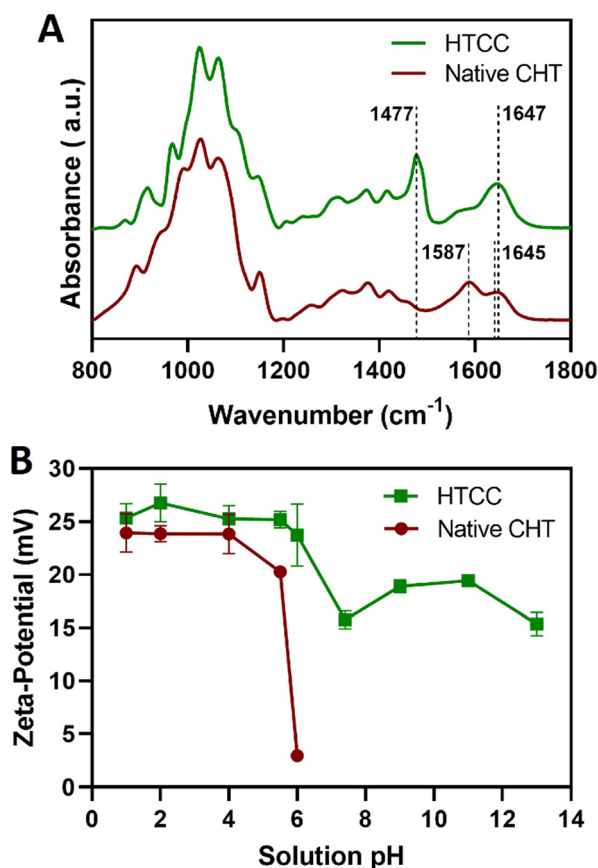 A
HTCC
Native CHT
1477
1647
1587
1645
Absorbance ( a.u.)
800
1000
1200
1400
1600
1800
Wavenumber (cm⁻¹)
B
HTCC
Native CHT
Zeta-Potential (mV)
30
25
20
15
10
5
0
0
2
4
6
8
10
12
14
Solution pH